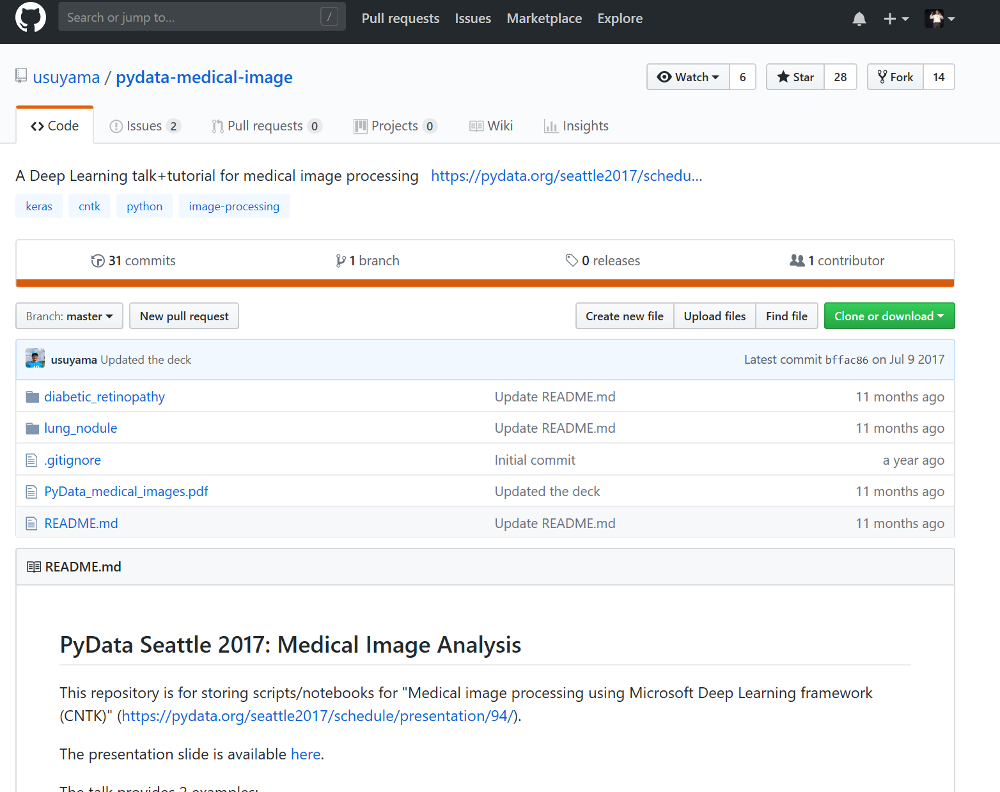 Search or jump to... /
Pull requests Issues Marketplace Explore
usuyama / pydata-medical-image
Watch 6 Star 28 Fork 14
Code Issues 2 Pull requests 0 Projects 0 Wiki Insights
A Deep Learning talk+tutorial for medical image processing https://pydata.org/seattle2017/schedu...
keras cntk python image-processing
31 commits 1 branch 0 releases 1 contributor
Branch: master New pull request Create new file Upload files Find file Clone or download
usuyama Updated the deck Latest commit bffac86 on Jul 9 2017
diabetic_retinopathy Update README.md 11 months ago
lung_nodule Update README.md 11 months ago
.gitignore Initial commit a year ago
PyData_medical_images.pdf Updated the deck 11 months ago
README.md Update README.md 11 months ago
README.md
PyData Seattle 2017: Medical Image Analysis
This repository is for storing scripts/notebooks for "Medical image processing using Microsoft Deep Learning framework
(CNTK)" (https://pydata.org/seattle2017/schedule/presentation/94/).
The presentation slide is available here.
The talk provides 2 examples: